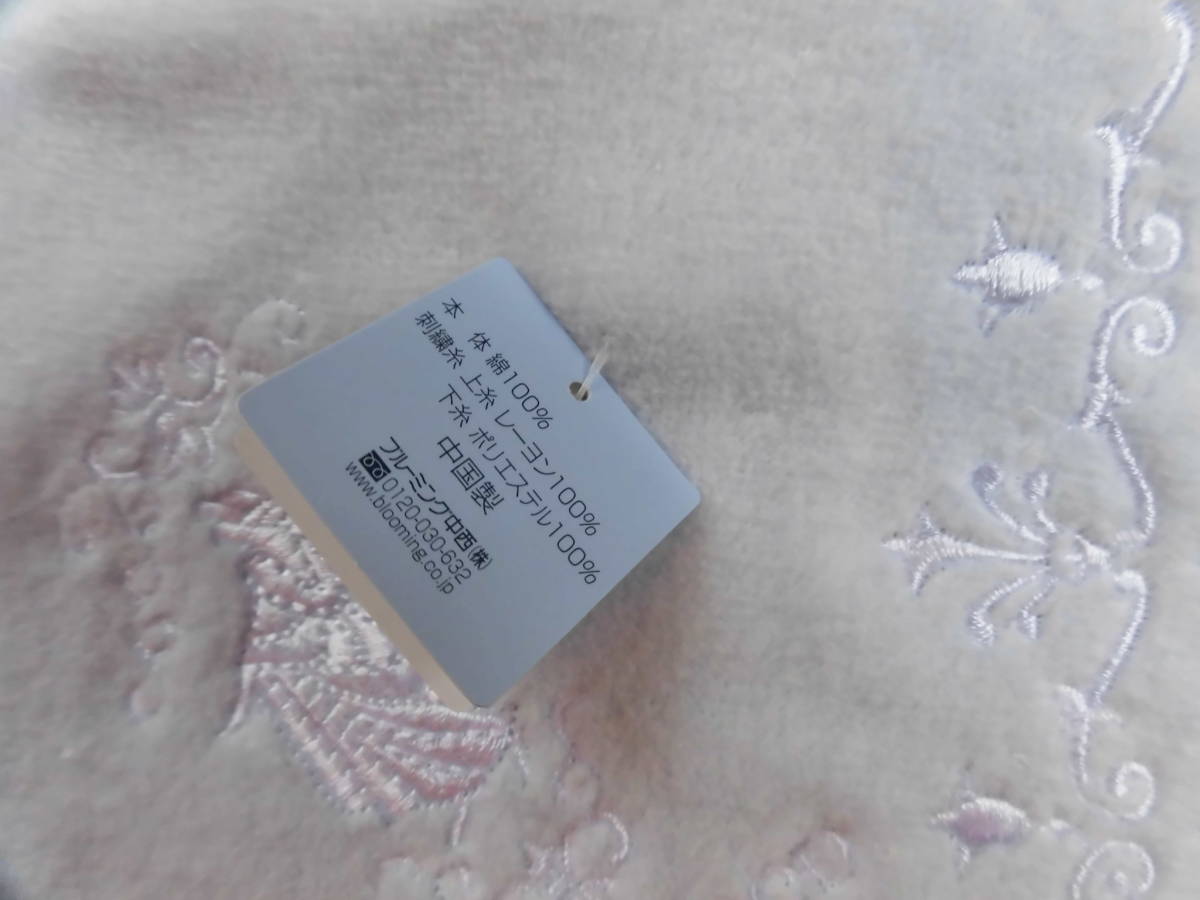 本　体 綿100%
刺繍糸 上糸 レーヨン100%
下糸 ポリエステル100%
中国製
ブルーミング中西(株)
0120-030-632
www.blooming.co.jp